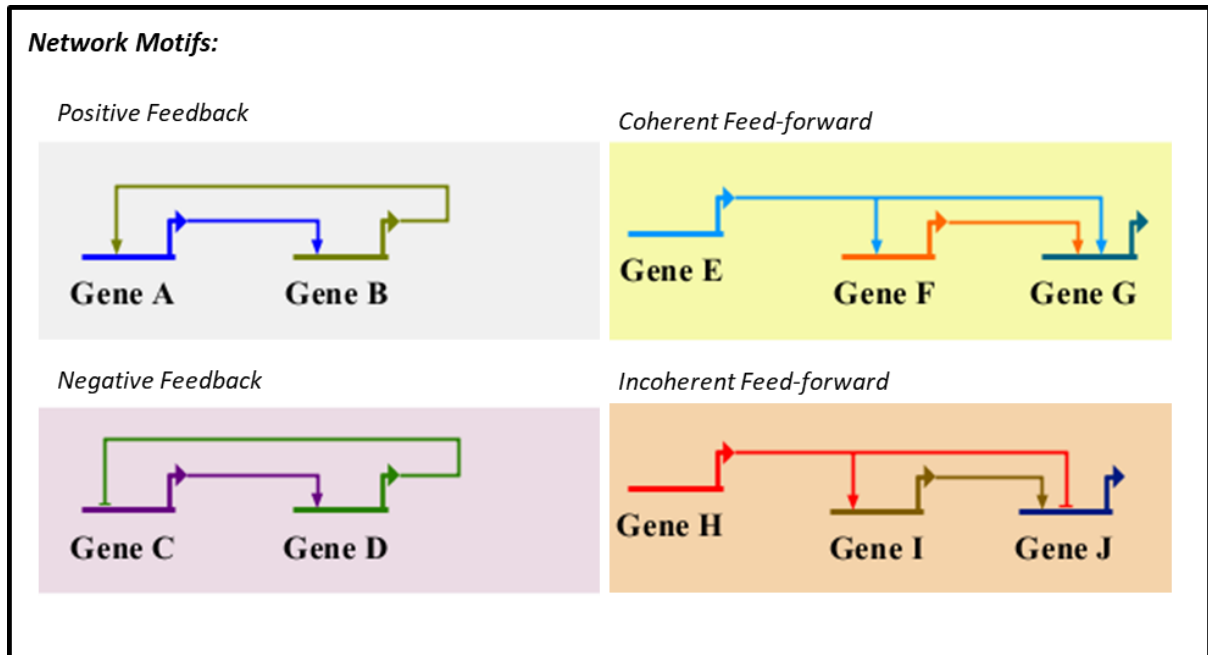 Network Motifs:
Positive Feedback
Gene A
Gene B
Coherent Feed-forward
Gene E
Gene F
Gene G
Negative Feedback
Gene C
Gene D
Incoherent Feed-forward
Gene H
Gene I
Gene J